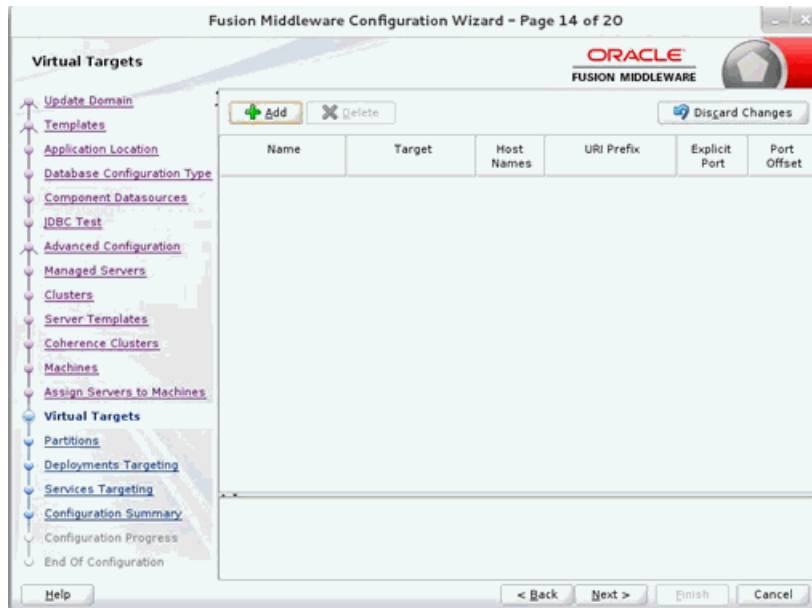 Fusion Middleware Configuration Wizard - Page 14 of 20
Virtual Targets
ORACLE
FUSION MIDDLEWARE
Update Domain
Templates
Application Location
Database Configuration Type
Component Datasources
JDBC Test
Advanced Configuration
Managed Servers
Clusters
Server Templates
Coherence Clusters
Machines
Assign Servers to Machines
Virtual Targets
Partitions
Deployments Targeting
Services Targeting
Configuration Summary
Configuration Progress
End Of Configuration
Add Delete Discard Changes
Name Target Host Names URI Prefix Explicit Port Port Offset
Help < Back Next > Finish Cancel